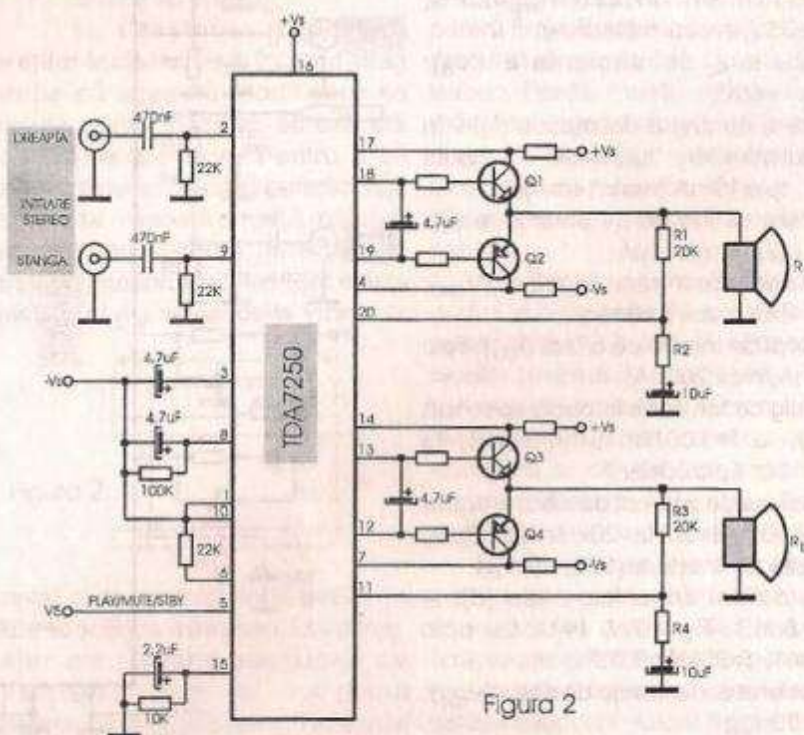 +Vs
16
DREAPTA
470nF
2
22K
INTRARE
STEREO
STANGA
470nF
9
22K
-Vs
4,7uF
3
4,7uF
8
100K
1
10
22K
6
V5
PLAY/MUTE/STBY
5
2,2uF
15
10K
TDA7250
17
+Vs
18
Q1
4,7uF
19
Q2
4
-Vs
20
R1
20K
R2
10uF
14
+Vs
13
Q3
4,7uF
12
Q4
7
-Vs
11
R3
20K
R4
10uF
Figura 2